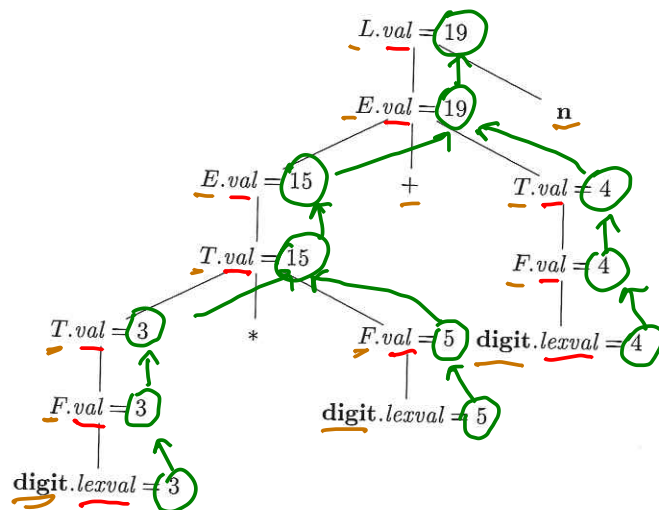 L.val = 19
E.val = 19 n
E.val = 15 + T.val = 4
T.val = 15 F.val = 4
T.val = 3 * F.val = 5 digit.lexval = 4
F.val = 3 digit.lexval = 5
digit.lexval = 3